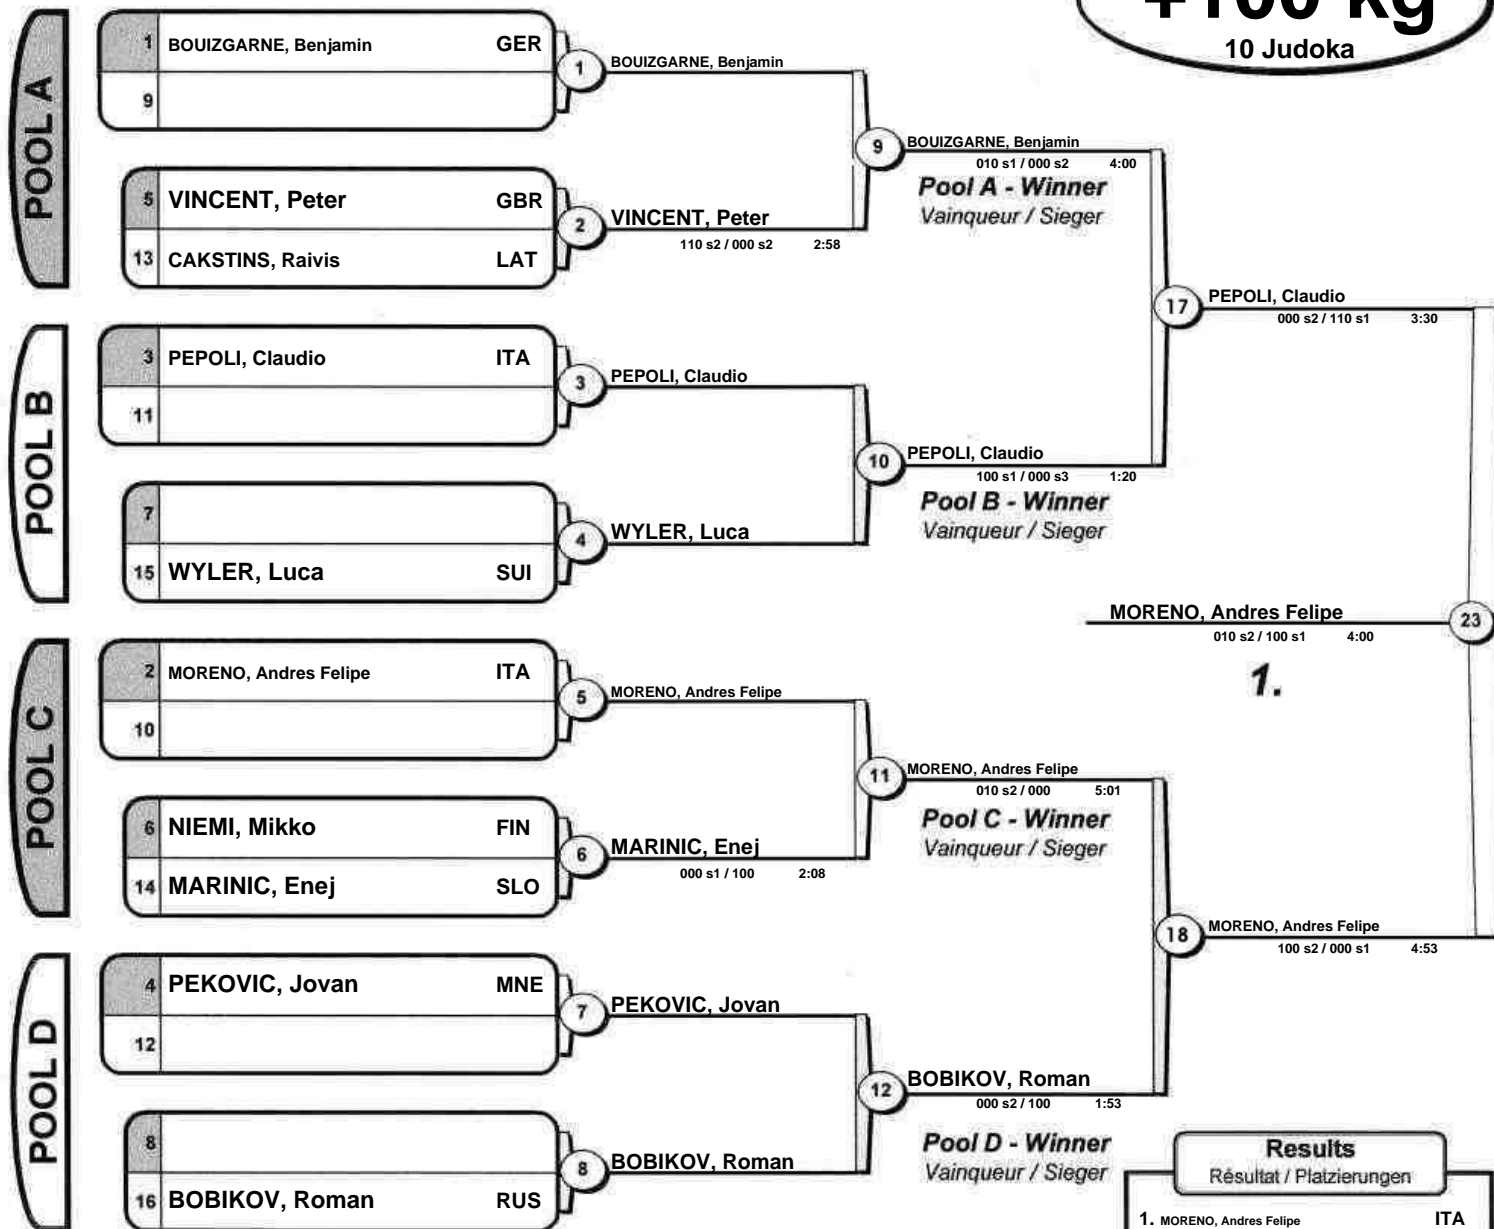 +100 kg
10 Judoka
POOL A
1 BOUIZGARNE, Benjamin GER
9
1 BOUIZGARNE, Benjamin
5 VINCENT, Peter GBR
13 CAKSTINS, Raivis LAT
2 VINCENT, Peter
110 s2 / 000 s2 2:58
9 BOUIZGARNE, Benjamin
010 s1 / 000 s2 4:00
Pool A - Winner
Vainqueur / Sieger
POOL B
3 PEPOLI, Claudio ITA
11
3 PEPOLI, Claudio
7
15 WYLER, Luca SUI
4 WYLER, Luca
10 PEPOLI, Claudio
100 s1 / 000 s3 1:20
Pool B - Winner
Vainqueur / Sieger
17 PEPOLI, Claudio
000 s2 / 110 s1 3:30
POOL C
2 MORENO, Andres Felipe ITA
10
5 MORENO, Andres Felipe
6 NIEMI, Mikko FIN
14 MARINIC, Enej SLO
6 MARINIC, Enej
000 s1 / 100 2:08
11 MORENO, Andres Felipe
010 s2 / 000 5:01
Pool C - Winner
Vainqueur / Sieger
POOL D
4 PEKOVIC, Jovan MNE
12
7 PEKOVIC, Jovan
8
16 BOBIKOV, Roman RUS
8 BOBIKOV, Roman
12 BOBIKOV, Roman
000 s2 / 100 1:53
Pool D - Winner
Vainqueur / Sieger
18 MORENO, Andres Felipe
100 s2 / 000 s1 4:53
MORENO, Andres Felipe 23
010 s2 / 100 s1 4:00
1.
Results
Résultat / Platzierungen
1. MORENO, Andres Felipe ITA